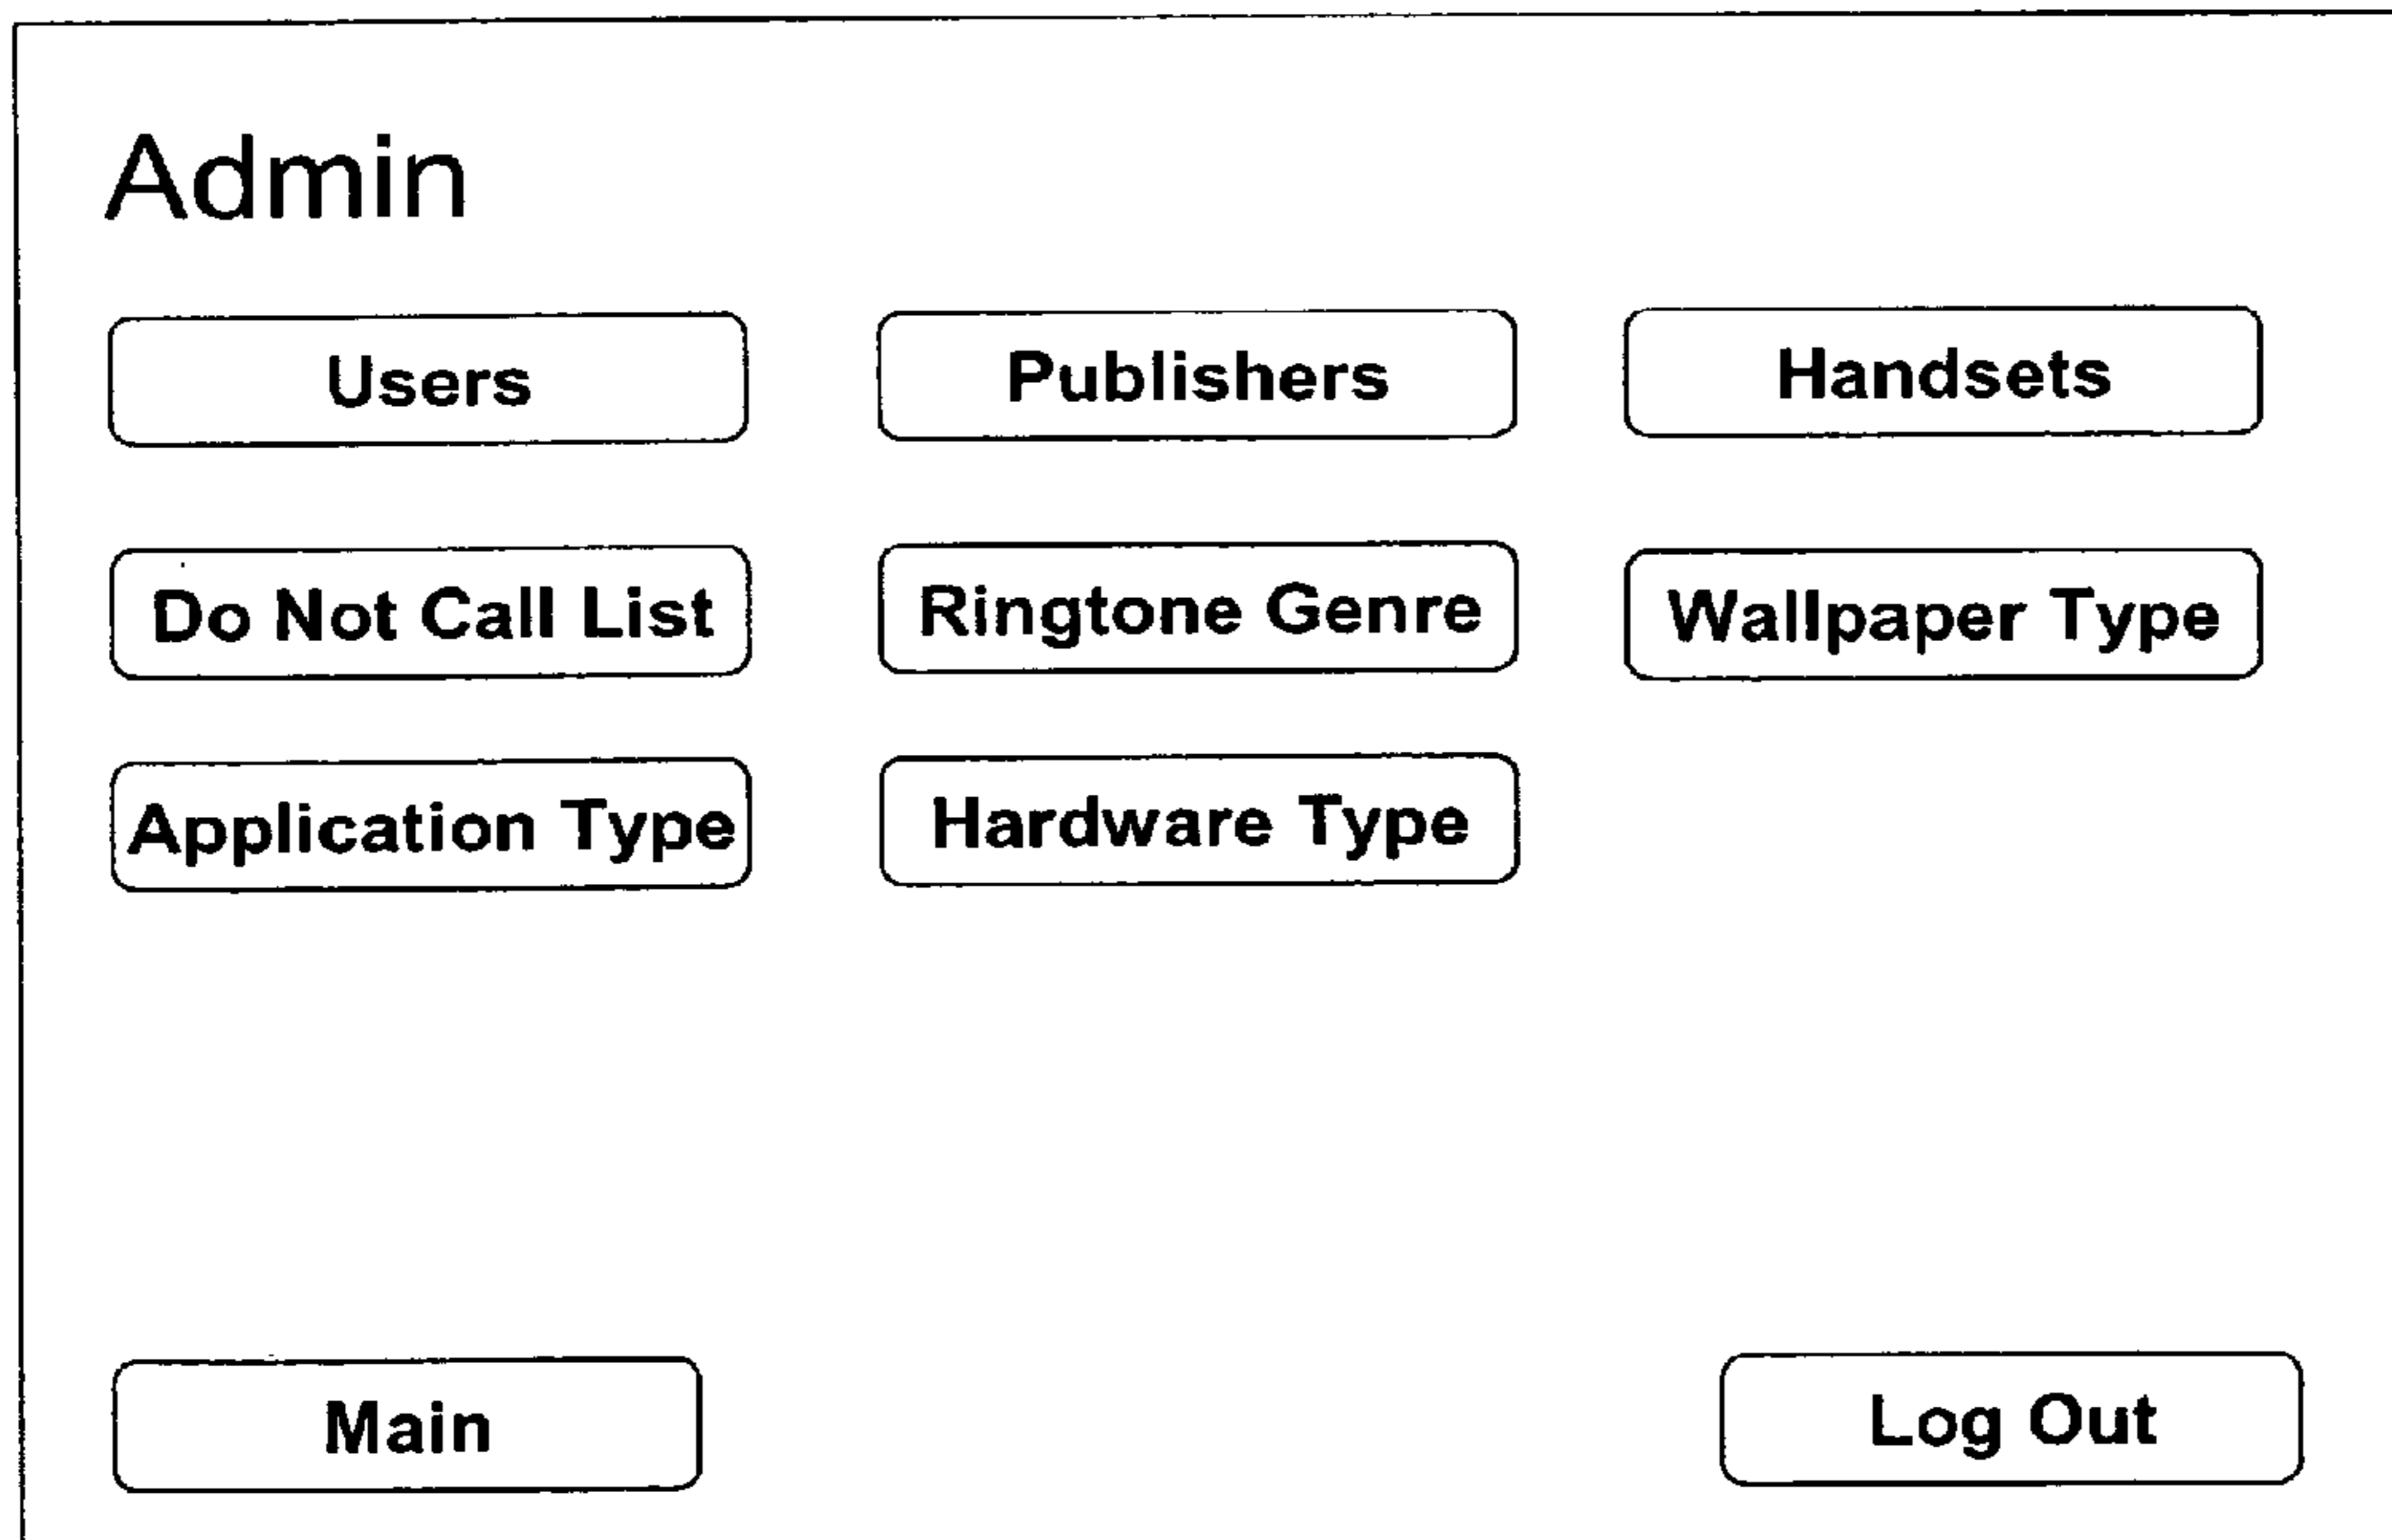 Admin
Users Publishers Handsets
Do Not Call List Ringtone Genre Wallpaper Type
Application Type Hardware Type
Main Log Out